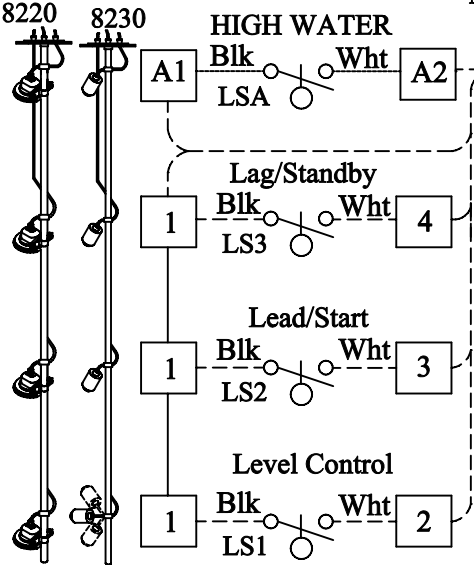 8220
8230
HIGH WATER
A1 Blk Wht A2
LSA
Lag/Standby
1 Blk Wht 4
LS3
Lead/Start
1 Blk Wht 3
LS2
Level Control
1 Blk Wht 2
LS1